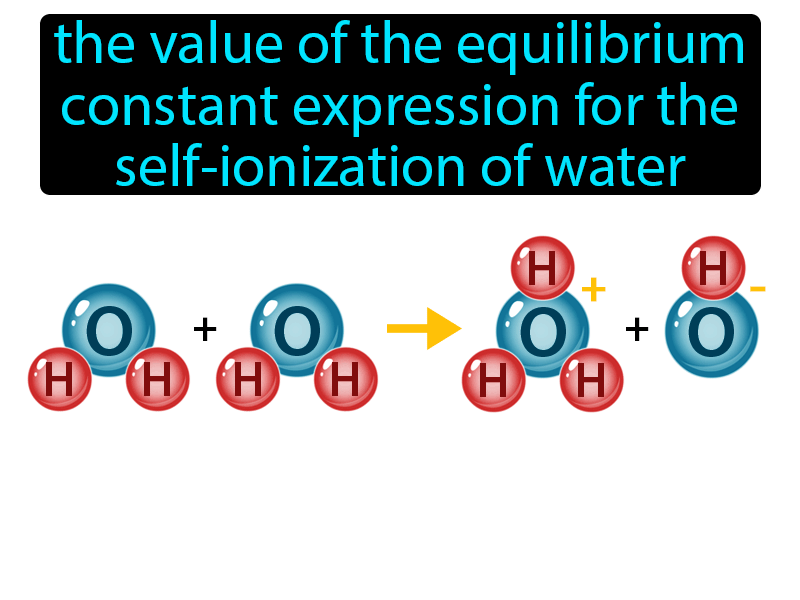 the value of the equilibrium
constant expression for the
self-ionization of water
H + H +
H -
O + O O + O
H H H H H H